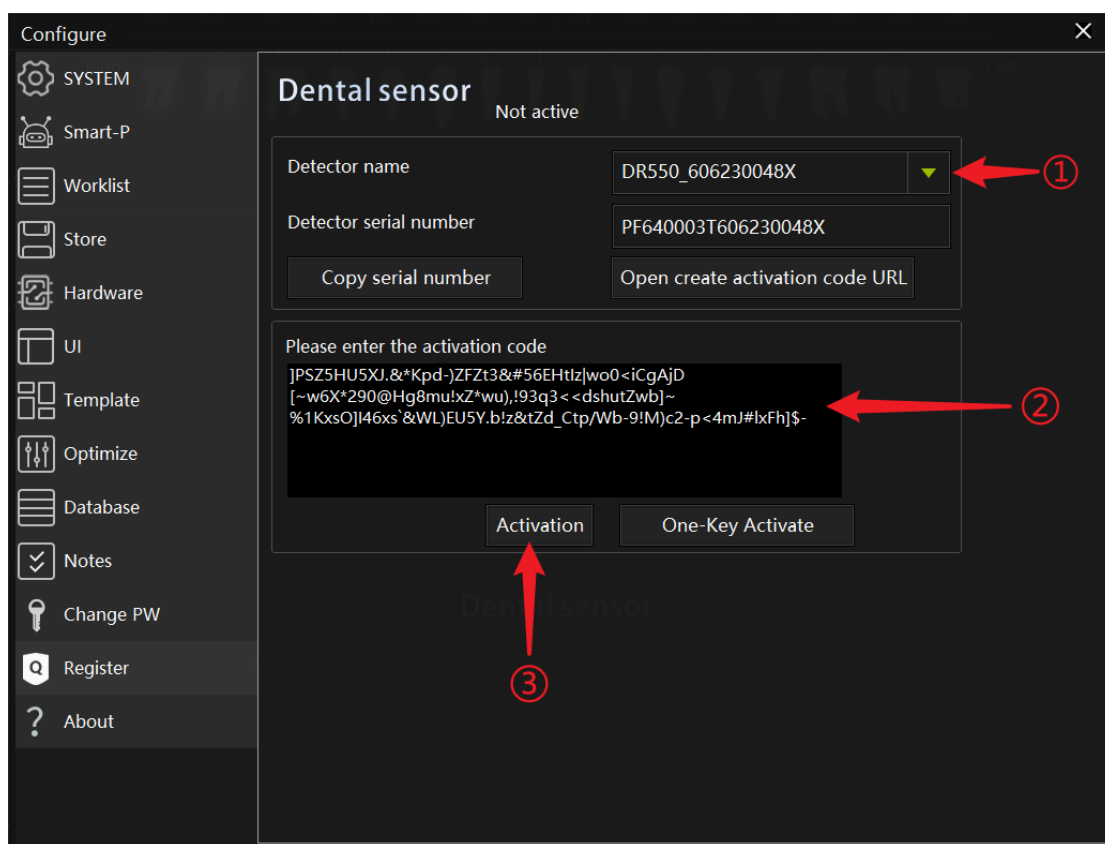 Configure
SYSTEM
Smart-P
Worklist
Store
Hardware
UI
Template
Optimize
Database
Notes
Change PW
Register
About
Dental sensor
Not active
Detector name
DR550_606230048X
①
Detector serial number
PF640003T606230048X
Copy serial number
Open create activation code URL
Please enter the activation code
]PSZ5HU5XJ.&*Kpd-)ZFZt3&#56EHtIz|wo0<iCgAjD
[~w6X*290@Hg8mu!xZ*wu),!93q3<<dshutZwb]~
%1KxsO]I46xs`&WL)EU5Y.b!z&tZd_Ctp/Wb-9!M)c2-p<4mJ#lxFh]$-
②
Activation
One-Key Activate
Dental sensor
③